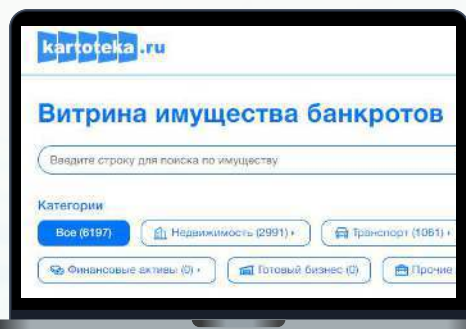 kartoteka.ru
Витрина имущества банкротов
Введите строку для поиска по имуществу
Категории
Все (6197) Недвижимость (2991) Транспорт (1061)
Финансовые активы (0) Готовый бизнес (0) Прочие